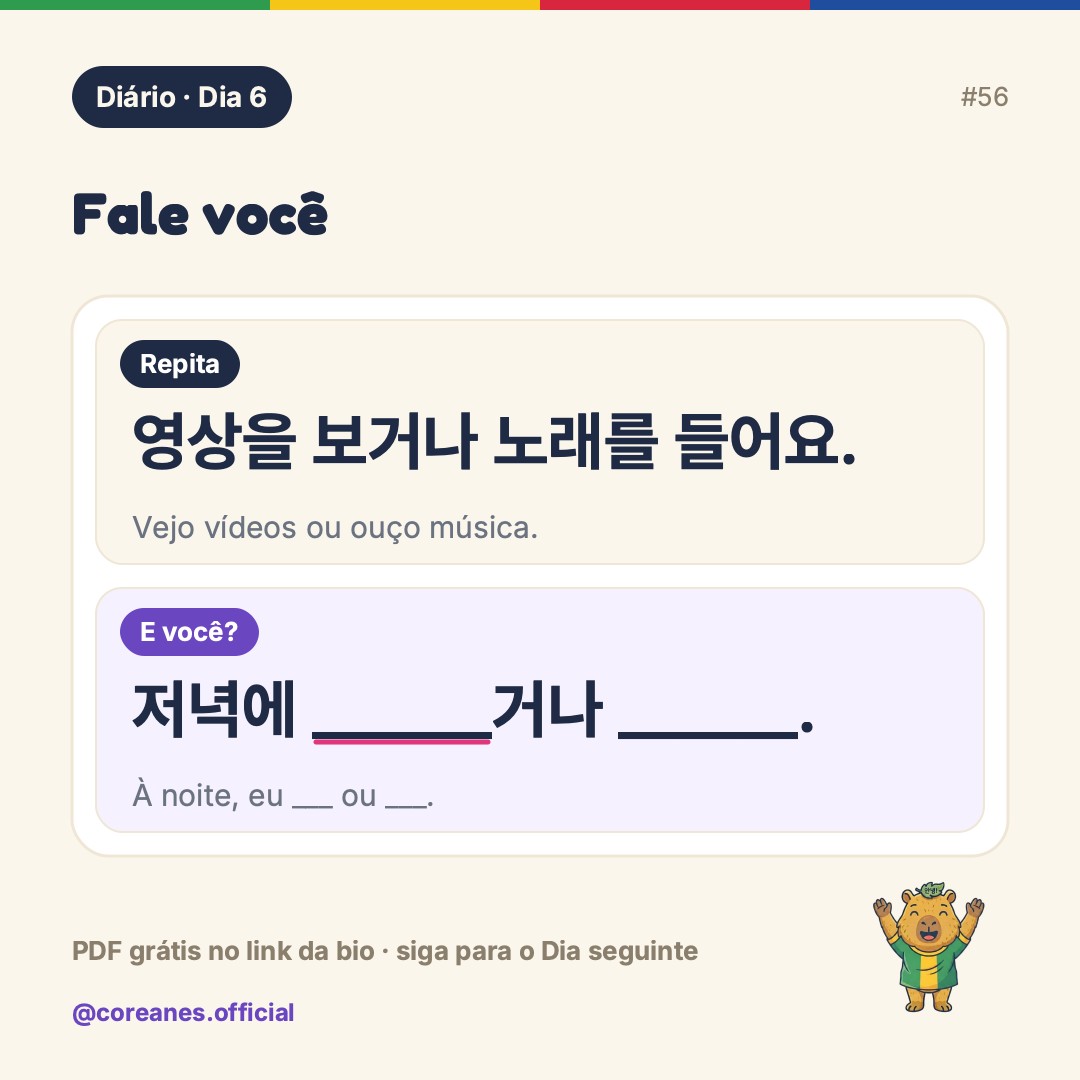 Diário · Dia 6
#56
Fale você
Repita
영상을 보거나 노래를 들어요.
Vejo vídeos ou ouço música.
E você?
저녁에 ______거나 ______.
À noite, eu ___ ou ___.
PDF grátis no link da bio · siga para o Dia seguinte
@coreanes.official